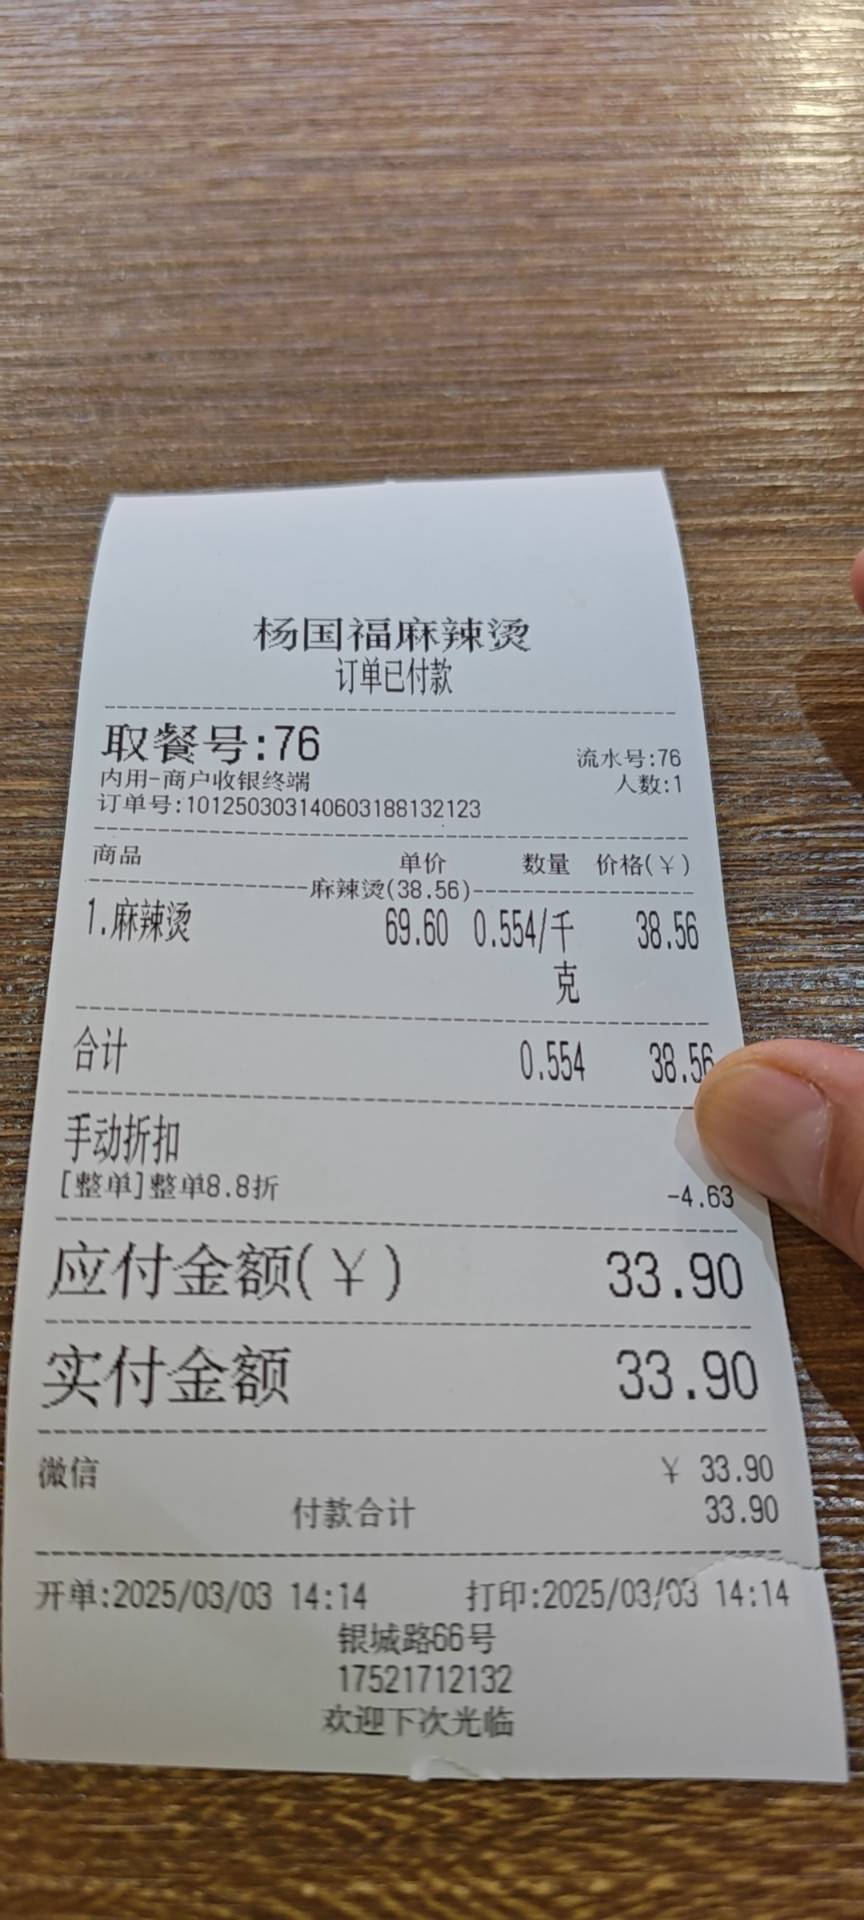 杨国福麻辣烫
订单已付款
取餐号:76
流水号:76
内用-商户收银终端
人数:1
订单号:101250303140603188132123
商品 单价 数量 价格(¥)
麻辣烫(38.56)
1.麻辣烫 69.60 0.554/千克 38.56
合计 0.554 38.56
手动折扣
[整单]整单8.8折 -4.63
应付金额(¥) 33.90
实付金额 33.90
微信 ¥ 33.90
付款合计 33.90
开单:2025/03/03 14:14 打印:2025/03/03 14:14
银城路66号
17521712132
欢迎下次光临